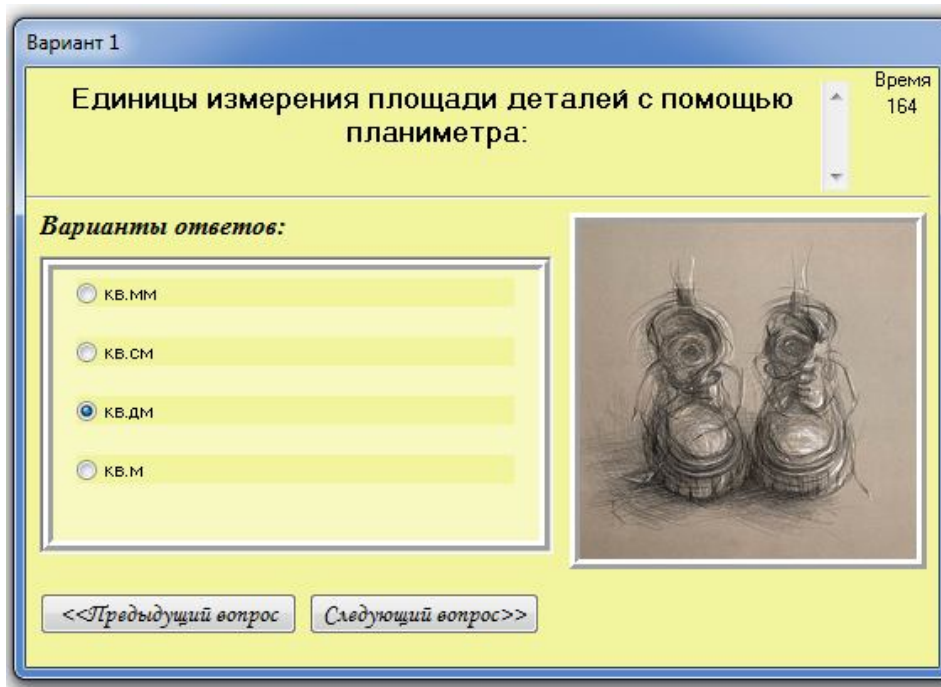 Вариант 1
Единицы измерения площади деталей с помощью
планиметра:
Время
164
Варианты ответов:
кв.мм
кв.см
кв.дм
кв.м
<<Предыдущий вопрос
Следующий вопрос>>